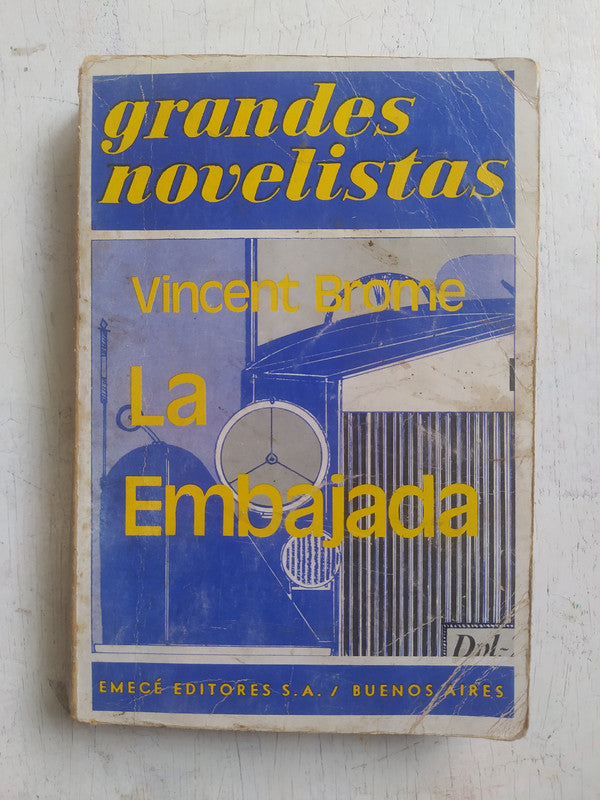 grandes
novelistas
Vincent Brome
La
Embajada
EMECÉ EDITORES S.A. / BUENOS AIRES